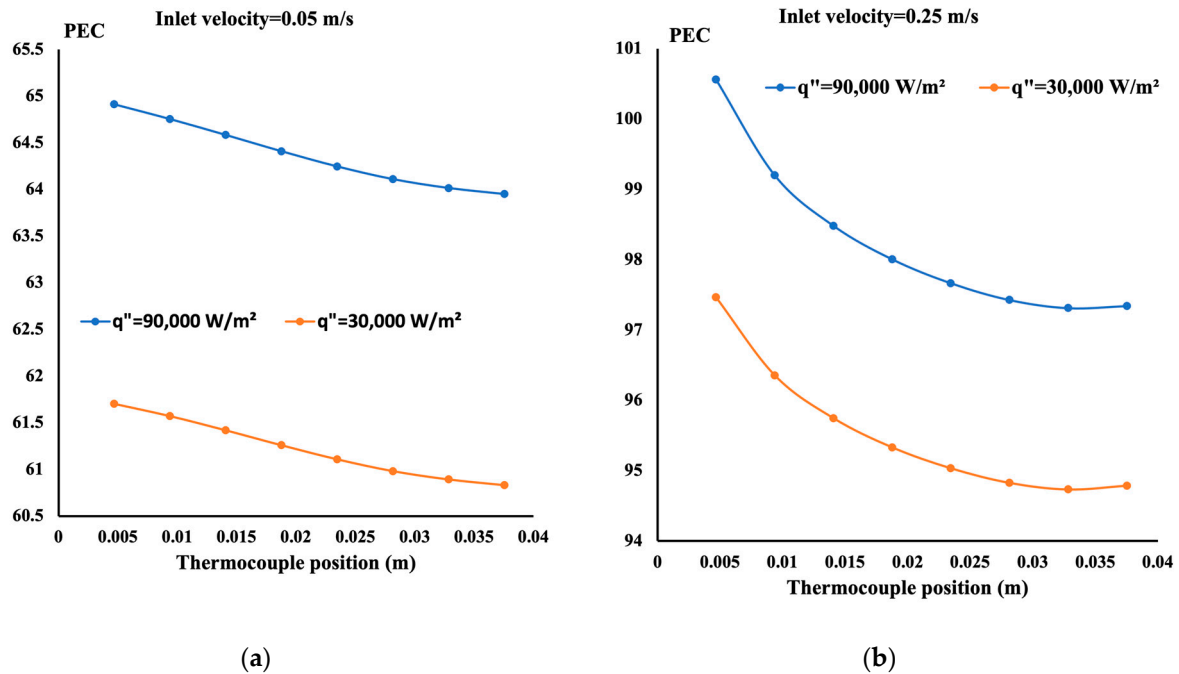 Inlet velocity=0.05 m/s
PEC
65.5
65
64.5
64
63.5
63
62.5
62
61.5
61
60.5
q"=90,000 W/m²
q"=30,000 W/m²
0 0.005 0.01 0.015 0.02 0.025 0.03 0.035 0.04
Thermocouple position (m)
(a)
Inlet velocity=0.25 m/s
PEC
101
100
99
98
97
96
95
94
q"=90,000 W/m²
q"=30,000 W/m²
0 0.005 0.01 0.015 0.02 0.025 0.03 0.035 0.04
Thermocouple position (m)
(b)